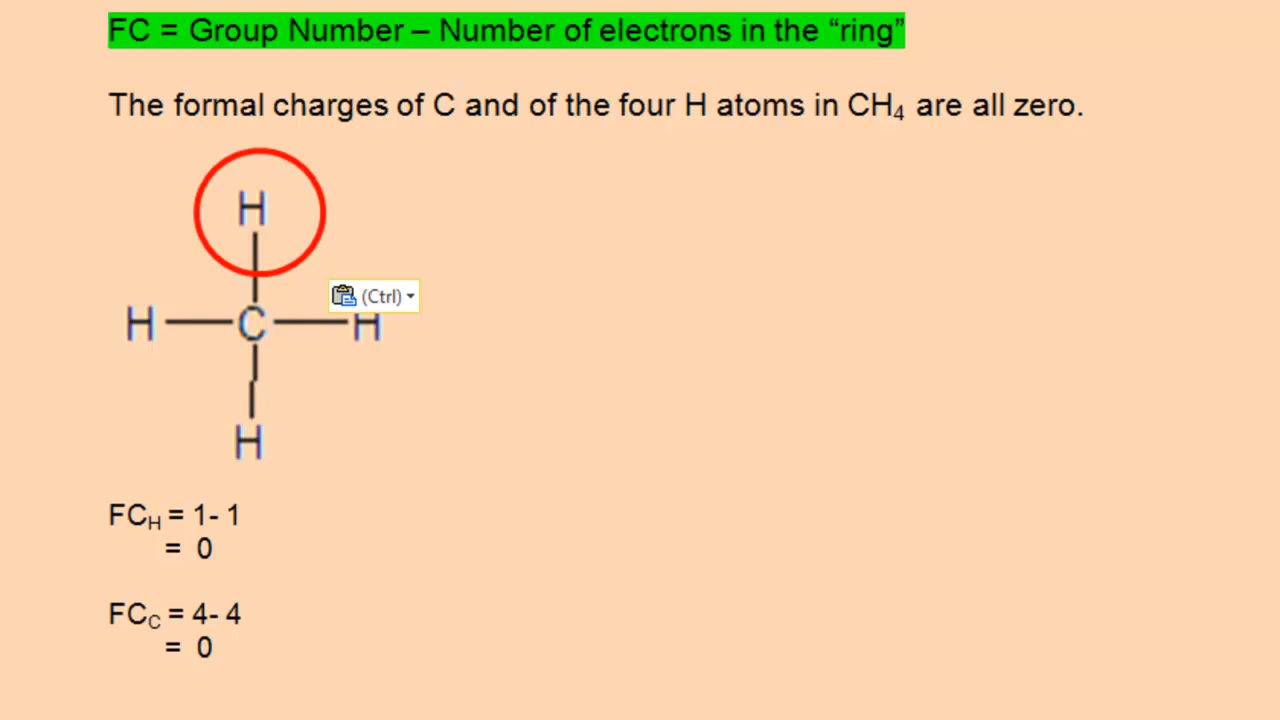 FC = Group Number – Number of electrons in the “ring”
The formal charges of C and of the four H atoms in CH₄ are all zero.
H
(Ctrl)
H C H
H
FCH = 1- 1
= 0
FCC = 4- 4
= 0